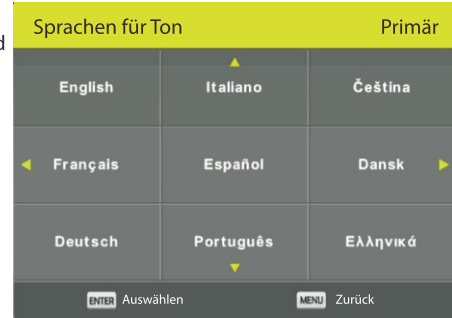 Sprachen für Ton Primär
d
English Italiano Čeština
Français Español Dansk
Deutsch Português Ελληνικά
ENTER Auswählen MENU Zurück